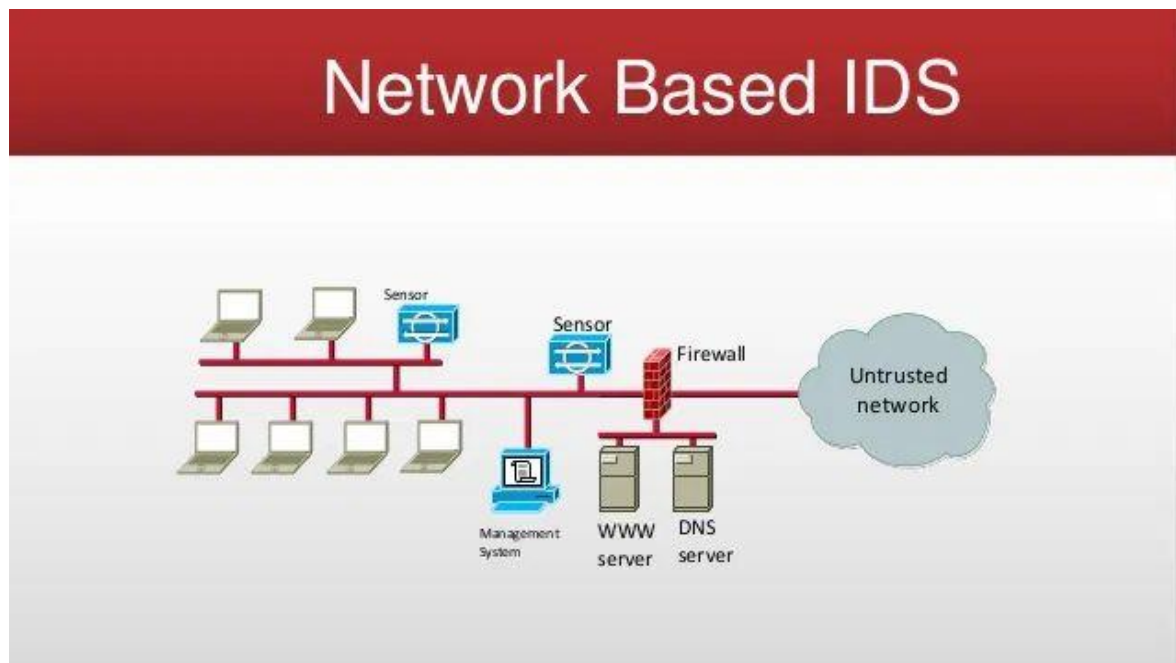 Network Based IDS
Sensor
Sensor
Firewall
Untrusted
network
Management
System
WWW
server
DNS
server